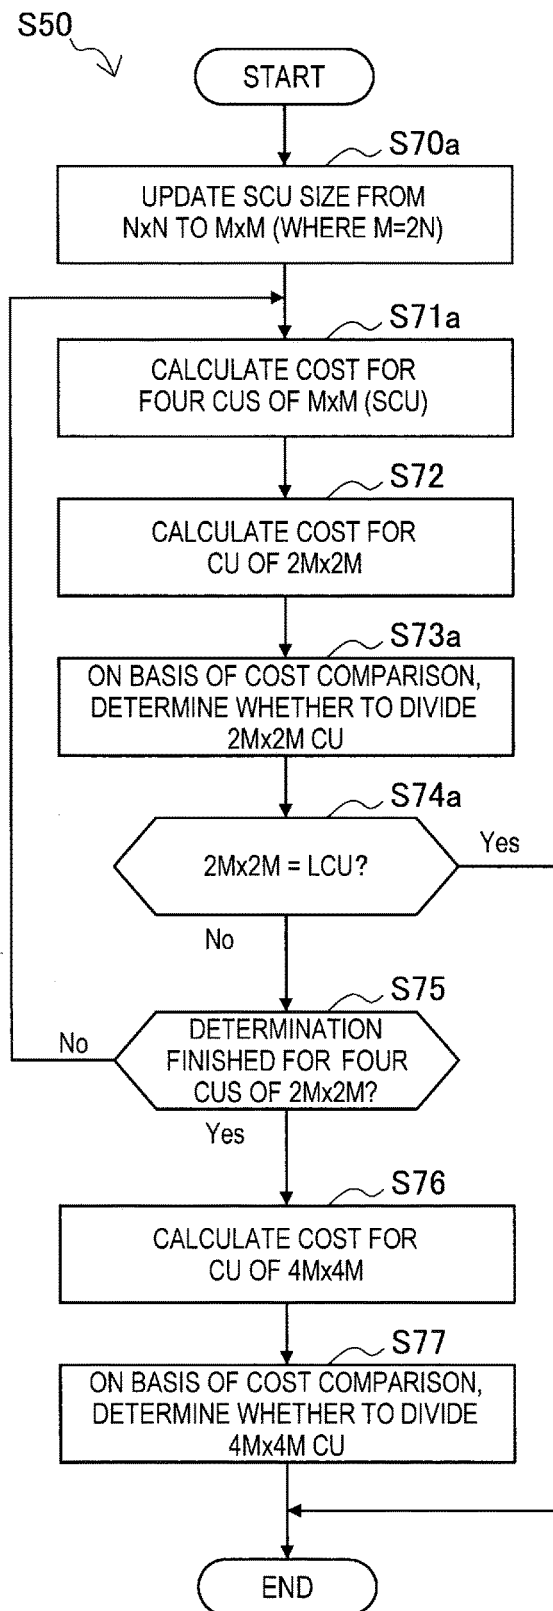 S50
START
S70a
UPDATE SCU SIZE FROM
NxN TO MxM (WHERE M=2N)
S71a
CALCULATE COST FOR
FOUR CUS OF MxM (SCU)
S72
CALCULATE COST FOR
CU OF 2Mx2M
S73a
ON BASIS OF COST COMPARISON,
DETERMINE WHETHER TO DIVIDE
2Mx2M CU
S74a
2Mx2M = LCU?
Yes
No
S75
DETERMINATION
FINISHED FOR FOUR
CUS OF 2Mx2M?
No
Yes
S76
CALCULATE COST FOR
CU OF 4Mx4M
S77
ON BASIS OF COST COMPARISON,
DETERMINE WHETHER TO DIVIDE
4Mx4M CU
END